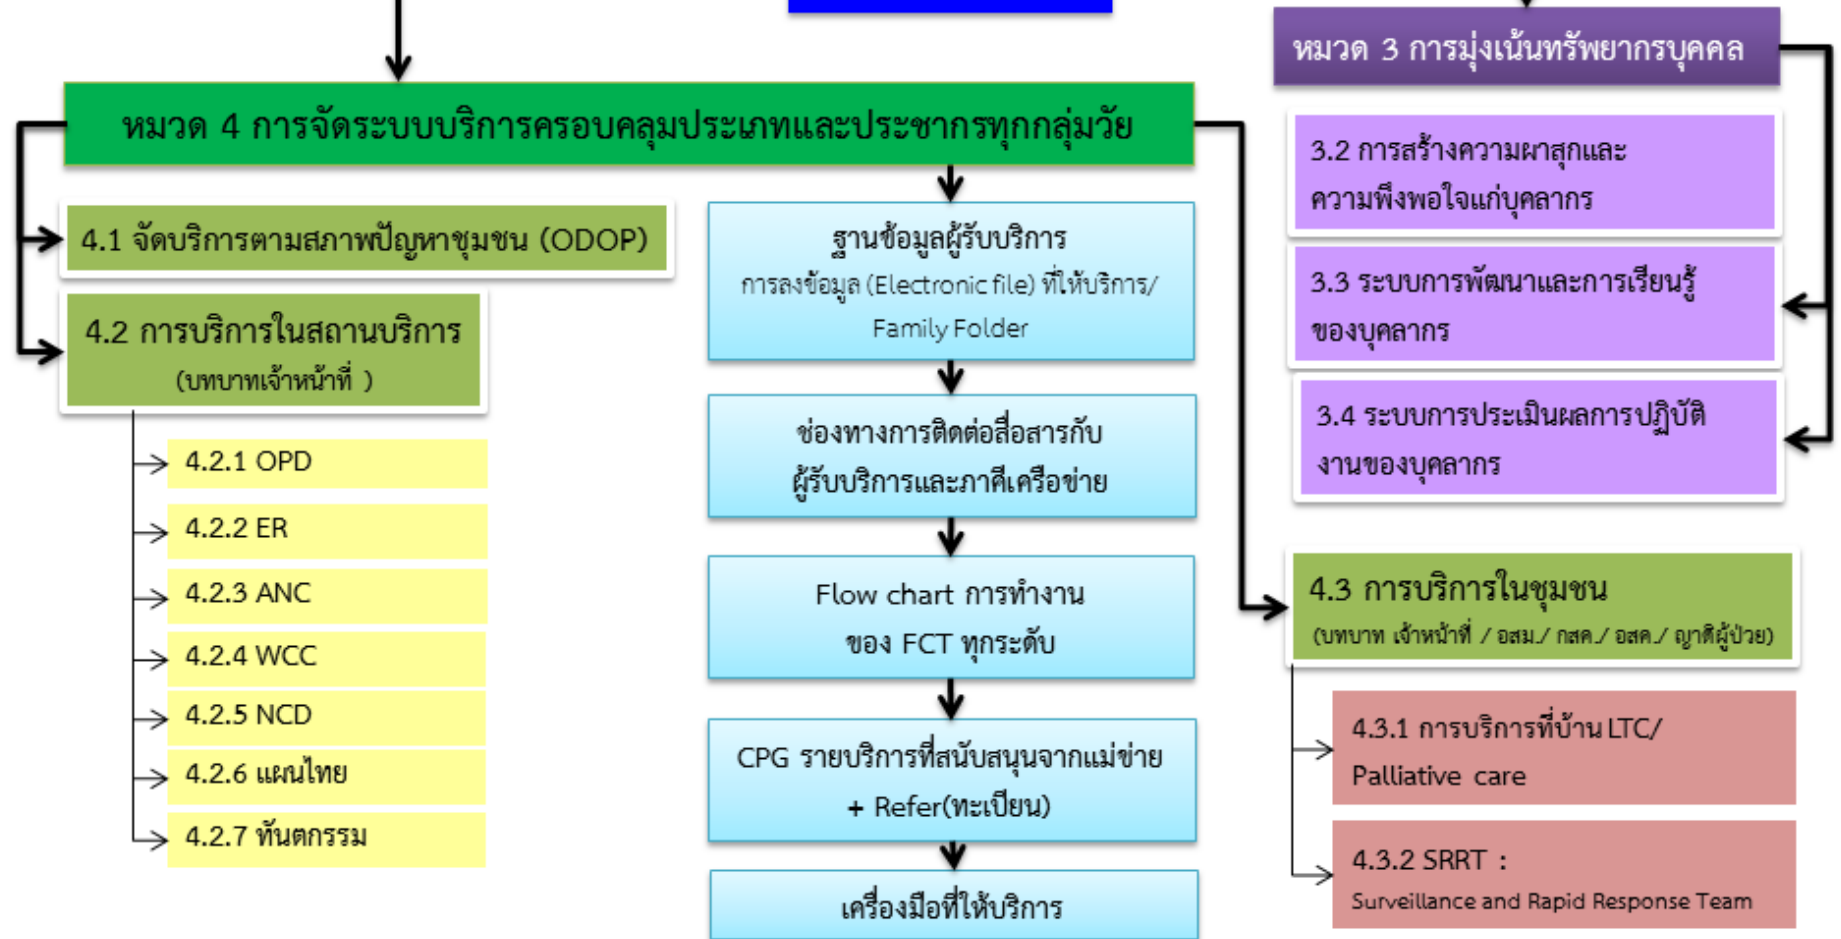 หมวด 3 การมุ่งเน้นทรัพยากรบุคคล
3.2 การสร้างความผาสุกและ
ความพึงพอใจแก่บุคลากร
3.3 ระบบการพัฒนาและการเรียนรู้
ของบุคลากร
3.4 ระบบการประเมินผลการปฏิบัติ
งานของบุคลากร
หมวด 4 การจัดระบบบริการครอบคลุมประเภทและประชากรทุกกลุ่มวัย
4.1 จัดบริการตามสภาพปัญหาชุมชน (ODOP)
4.2 การบริการในสถานบริการ
(บทบาทเจ้าหน้าที่ )
4.2.1 OPD
4.2.2 ER
4.2.3 ANC
4.2.4 WCC
4.2.5 NCD
4.2.6 แผนไทย
4.2.7 ทันตกรรม
ฐานข้อมูลผู้รับบริการ
การลงข้อมูล (Electronic file) ที่ให้บริการ/
Family Folder
ช่องทางการติดต่อสื่อสารกับ
ผู้รับบริการและภาคีเครือข่าย
Flow chart การทำงาน
ของ FCT ทุกระดับ
CPG รายบริการที่สนับสนุนจากแม่ข่าย
+ Refer(ทะเบียน)
เครื่องมือที่ให้บริการ
4.3 การบริการในชุมชน
(บทบาท เจ้าหน้าที่ / อสม./ กสค./ อสค./ ญาติผู้ป่วย)
4.3.1 การบริการที่บ้าน LTC/
Palliative care
4.3.2 SRRT :
Surveillance and Rapid Response Team